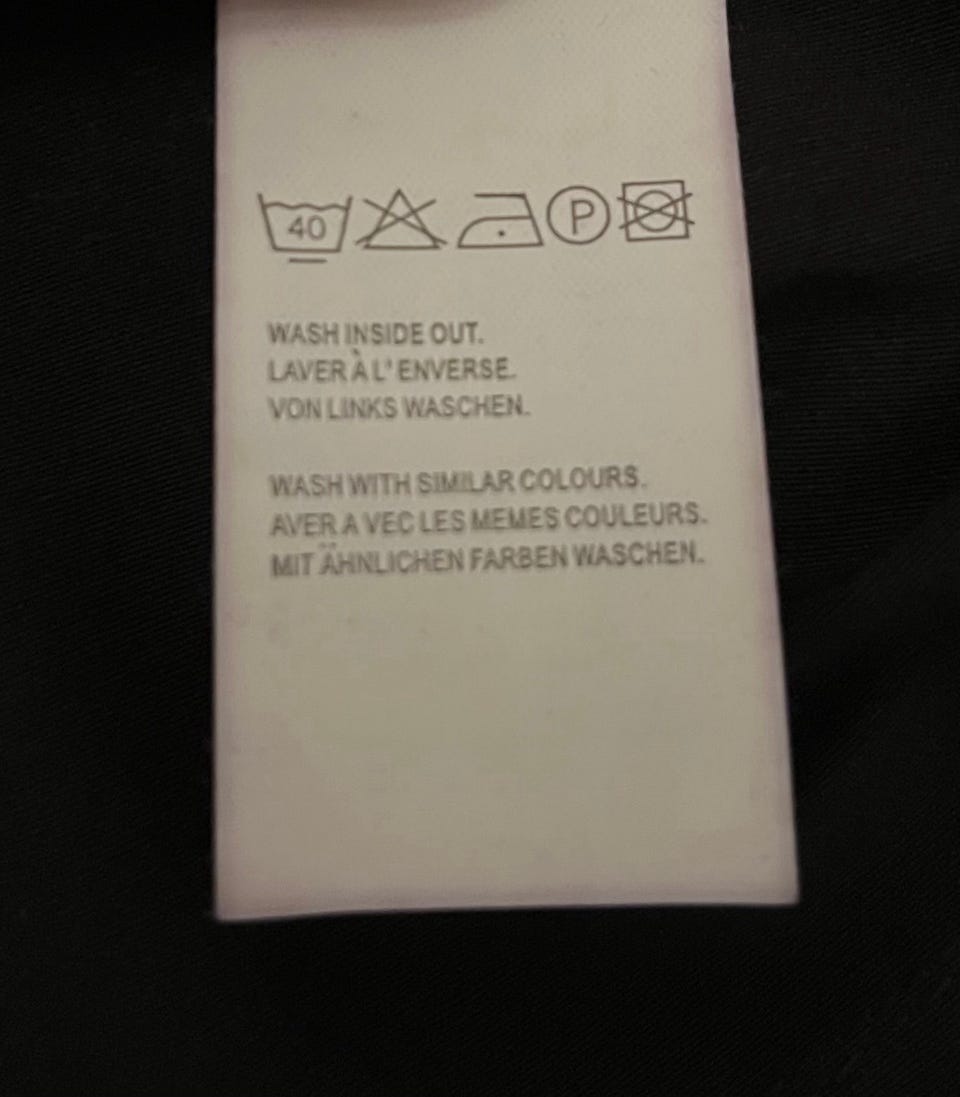 40 P
WASH INSIDE OUT.
LAVER À L' ENVERSE.
VON LINKS WASCHEN.
WASH WITH SIMILAR COLOURS.
AVER A VEC LES MEMES COULEURS.
MIT ÄHNLICHEN FARBEN WASCHEN.